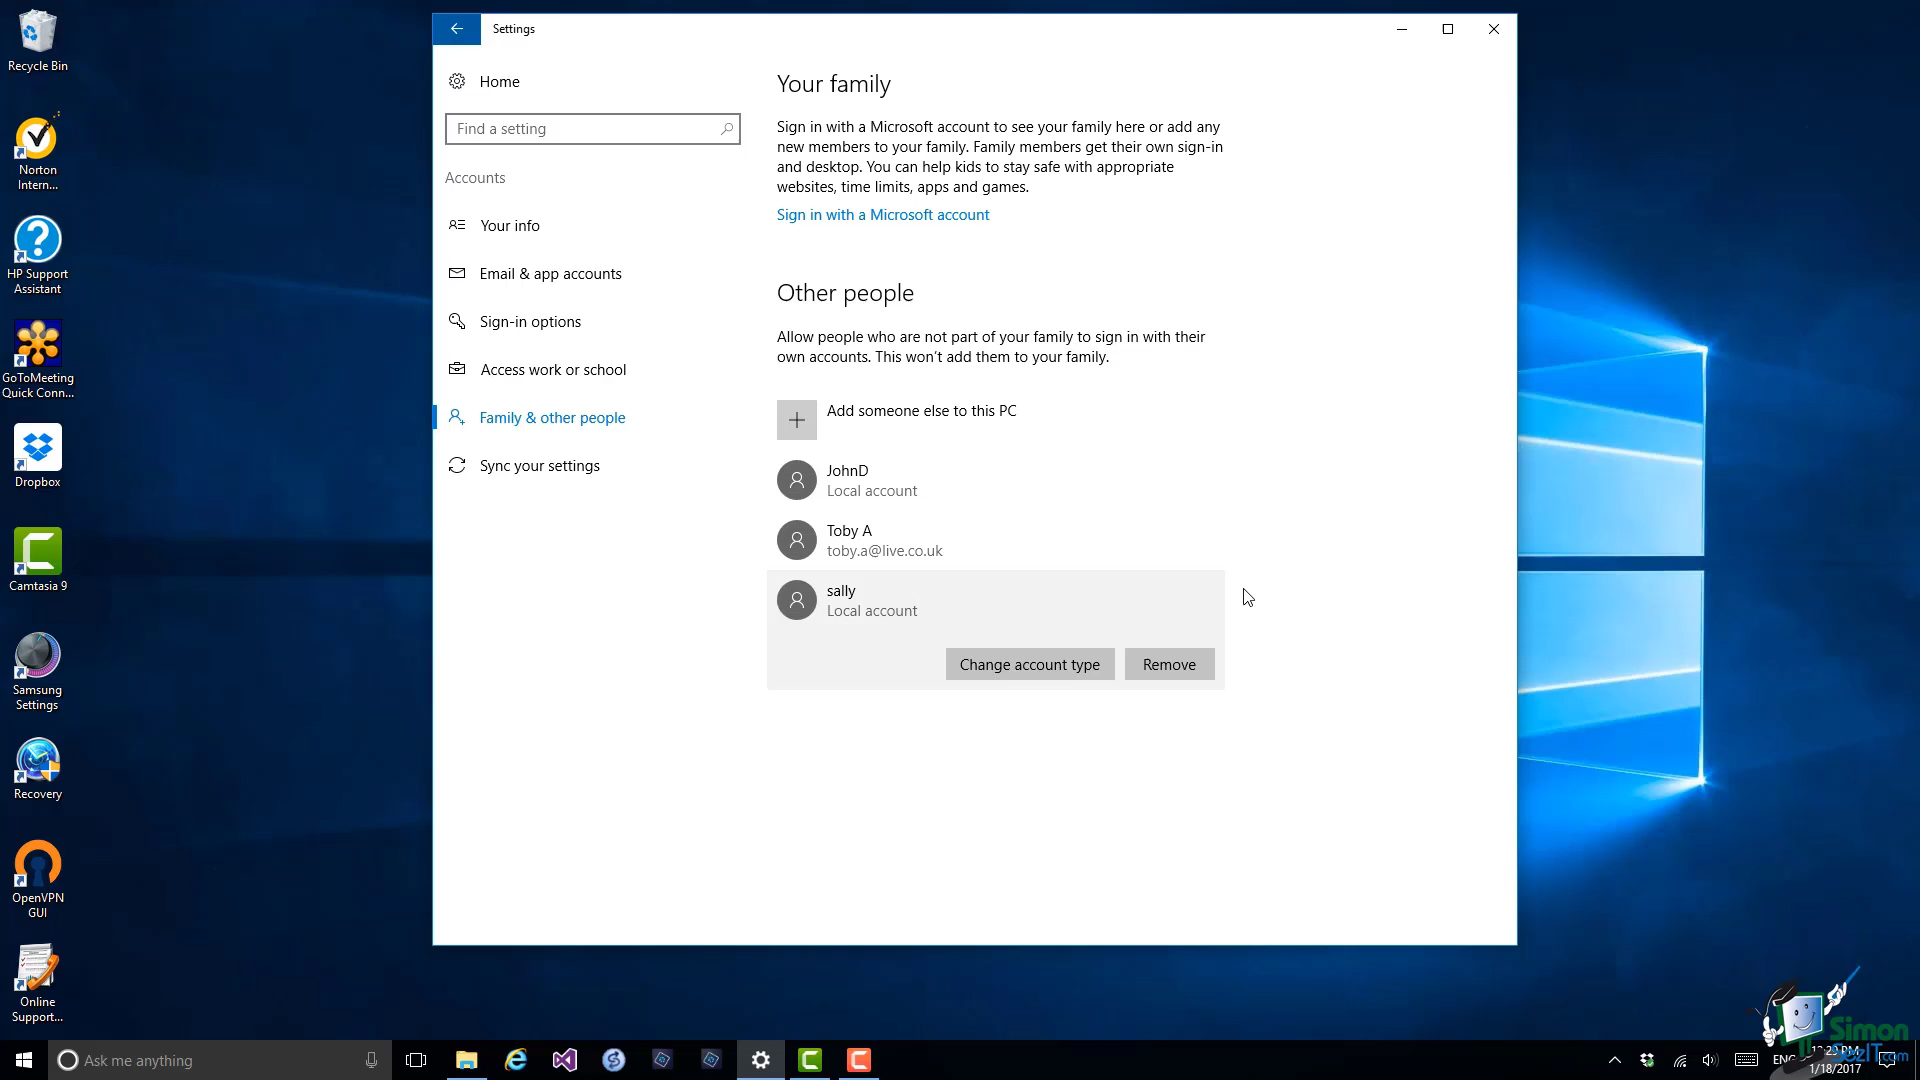 Recycle Bin
Norton
Intern...
HP Support
Assistant
GoToMeeting
Quick Conn...
Dropbox
Camtasia 9
Samsung
Settings
Recovery
OpenVPN
GUI
Online
Support...
Settings
Home
Find a setting
Accounts
Your info
Email & app accounts
Sign-in options
Access work or school
Family & other people
Sync your settings
Your family
Sign in with a Microsoft account to see your family here or add any
new members to your family. Family members get their own sign-in
and desktop. You can help kids to stay safe with appropriate
websites, time limits, apps and games.
Sign in with a Microsoft account
Other people
Allow people who are not part of your family to sign in with their
own accounts. This won't add them to your family.
Add someone else to this PC
JohnD
Local account
Toby A
toby.a@live.co.uk
sally
Local account
Change account type
Remove
Ask me anything
Simon
SezIT.com
ENG
1/18/2017